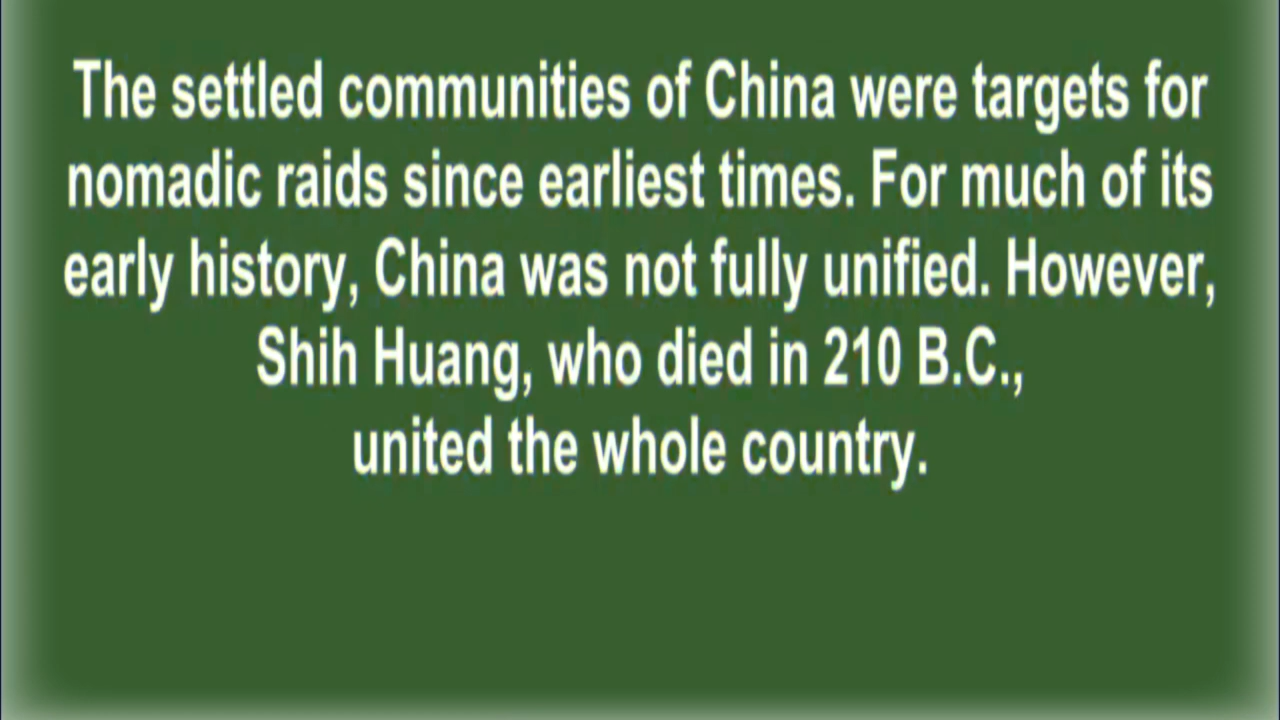 The settled communities of China were targets for
nomadic raids since earliest times. For much of its
early history, China was not fully unified. However,
Shih Huang, who died in 210 B.C.,
united the whole country.